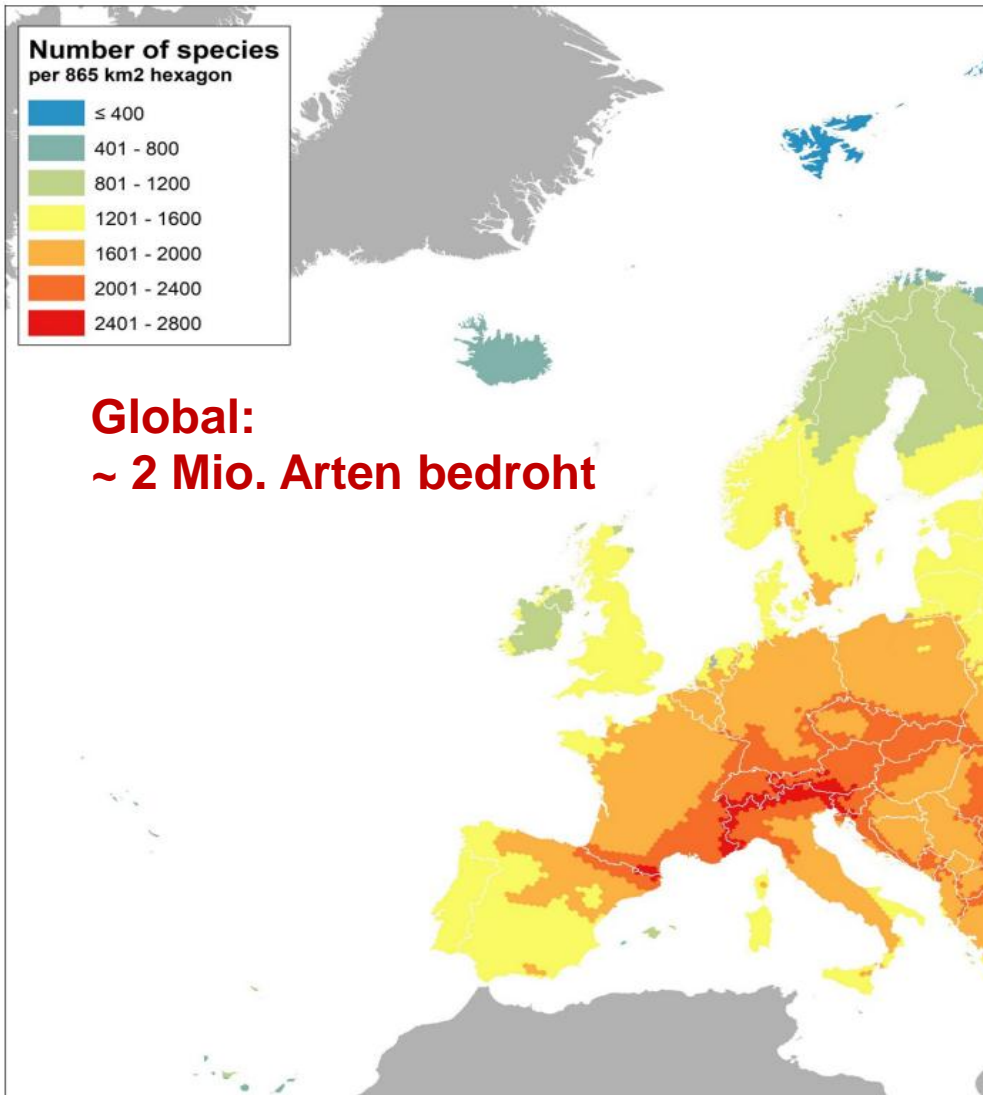 Number of species
per 865 km2 hexagon
≤ 400
401 - 800
801 - 1200
1201 - 1600
1601 - 2000
2001 - 2400
2401 - 2800
Global:
~ 2 Mio. Arten bedroht